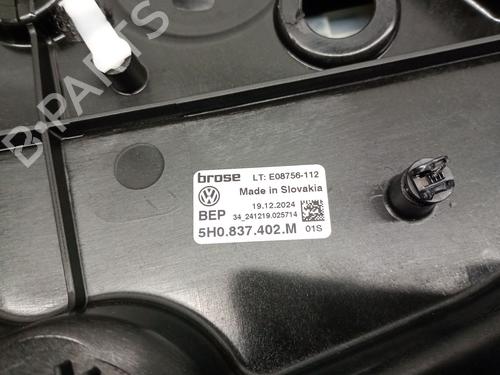 B-PARTS
brose LT: E08756-112
Made in Slovakia
19.12.2024
BEP 34_241219.025714
5H0.837.402.M 01S